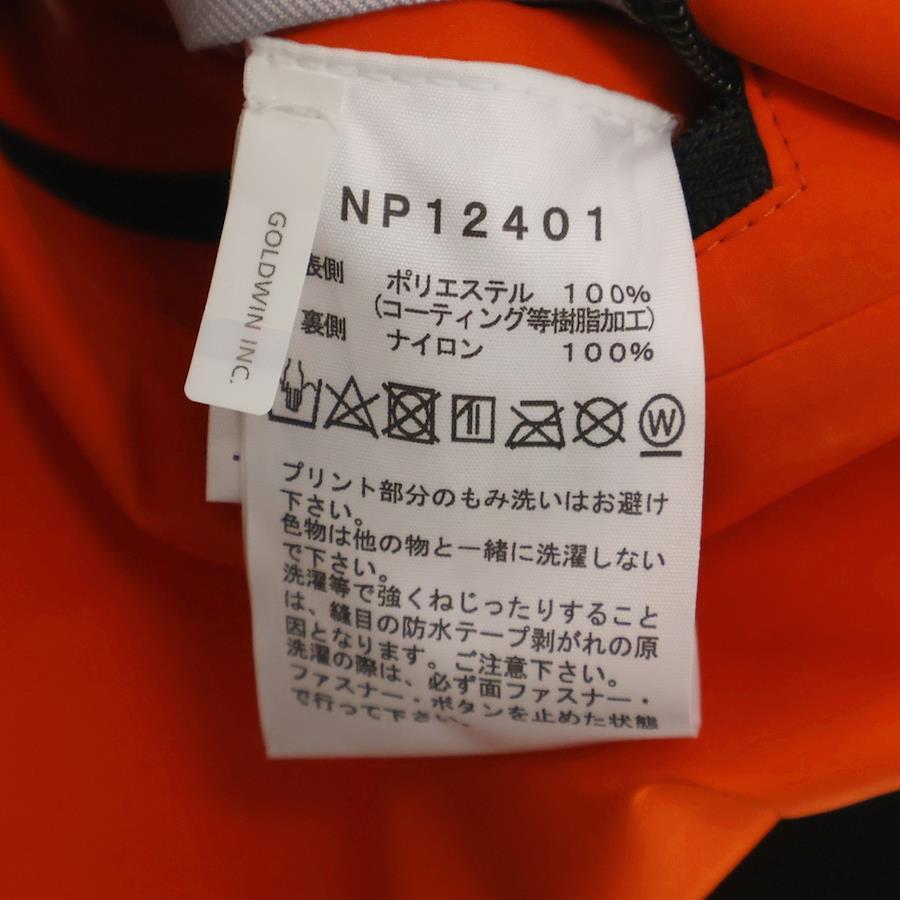 NP12401
GOLDWIN INC.
表側 ポリエステル 100%
(コーティング等樹脂加工)
裏側 ナイロン 100%
W
プリント部分のもみ洗いはお避け
下さい。
色物は他の物と一緒に洗濯しない
で下さい。
洗濯等で強くねじったりすること
は、縫目の防水テープ剥がれの原
因となります。ご注意下さい。
洗濯の際は、必ず面ファスナー・
ファスナー・ボタンを止めた状態
で行って下さい。